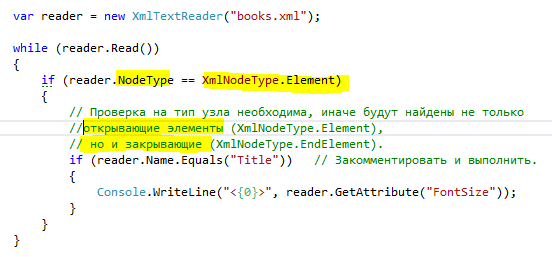 var reader = new XmlTextReader("books.xml");
while (reader.Read())
{
if (reader.NodeType == XmlNodeType.Element)
{
// Проверка на тип узла необходима, иначе будут найдены не только
//открывающие элементы (XmlNodeType.Element),
// но и закрывающие (XmlNodeType.EndElement).
if (reader.Name.Equals("Title")) // Закомментировать и выполнить.
{
Console.WriteLine("<{0}>", reader.GetAttribute("FontSize"));
}
}
}